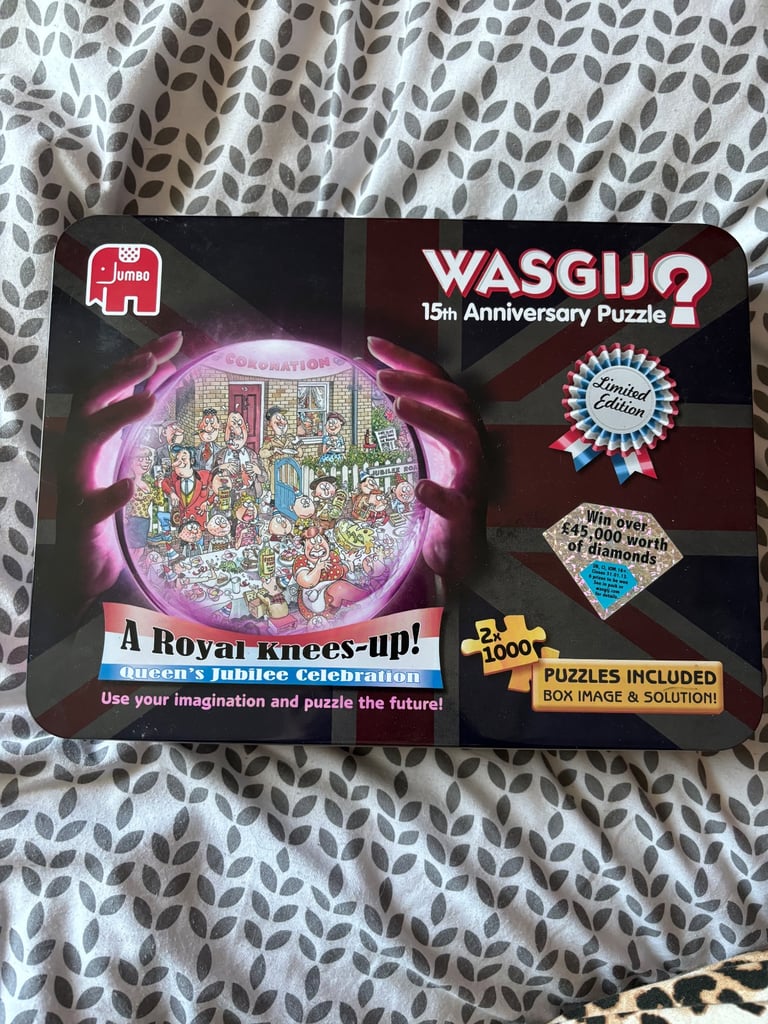 JUMBO
WASGIJ?
15th Anniversary Puzzle
Limited
Edition
CORONATION
JUBILEE
Win over
£45,000 worth
of diamonds
A Royal Knees-up!
Queen's Jubilee Celebration
Use your imagination and puzzle the future!
2x
1000
PUZZLES INCLUDED
BOX IMAGE & SOLUTION!